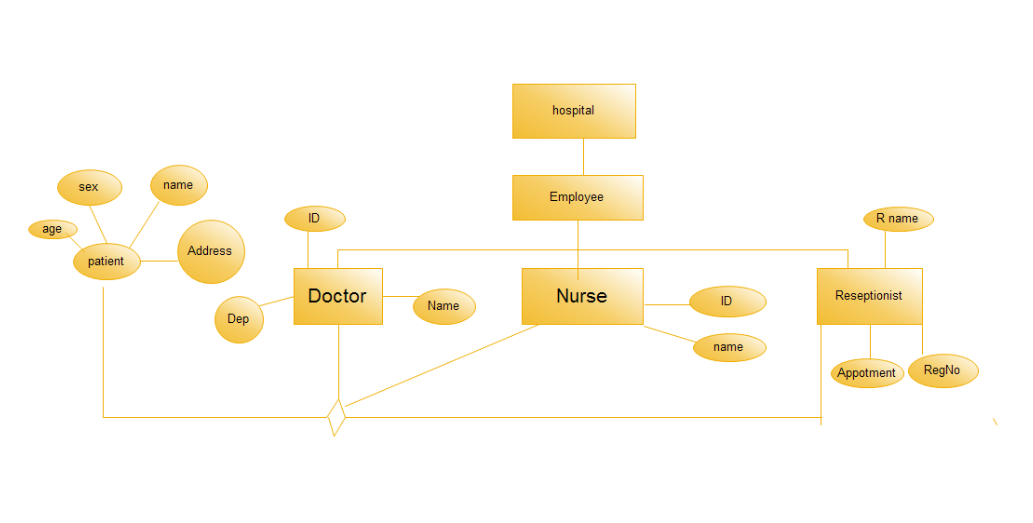 hospital
Employee
sex
name
age
patient
Address
ID
R name
Doctor
Nurse
Reseptionist
Dep
Name
ID
name
Appotment
RegNo